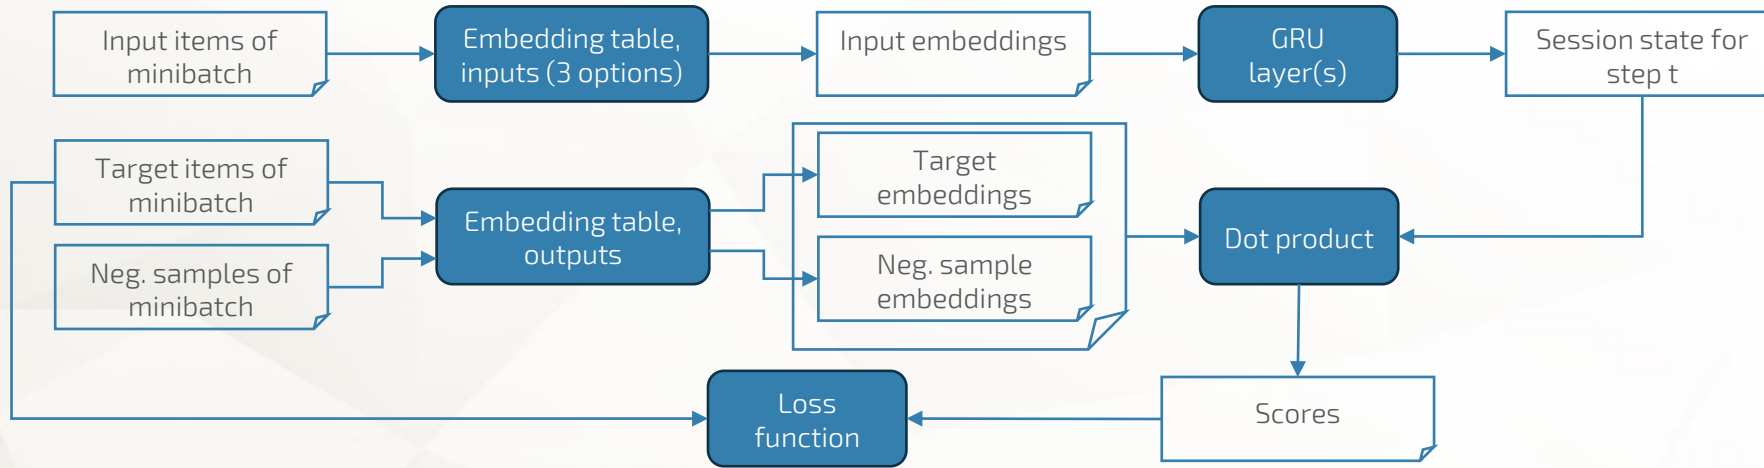 Input items of
minibatch
Embedding table,
inputs (3 options)
Input embeddings
GRU
layer(s)
Session state for
step t
Target items of
minibatch
Neg. samples of
minibatch
Embedding table,
outputs
Target
embeddings
Neg. sample
embeddings
Dot product
Loss
function
Scores